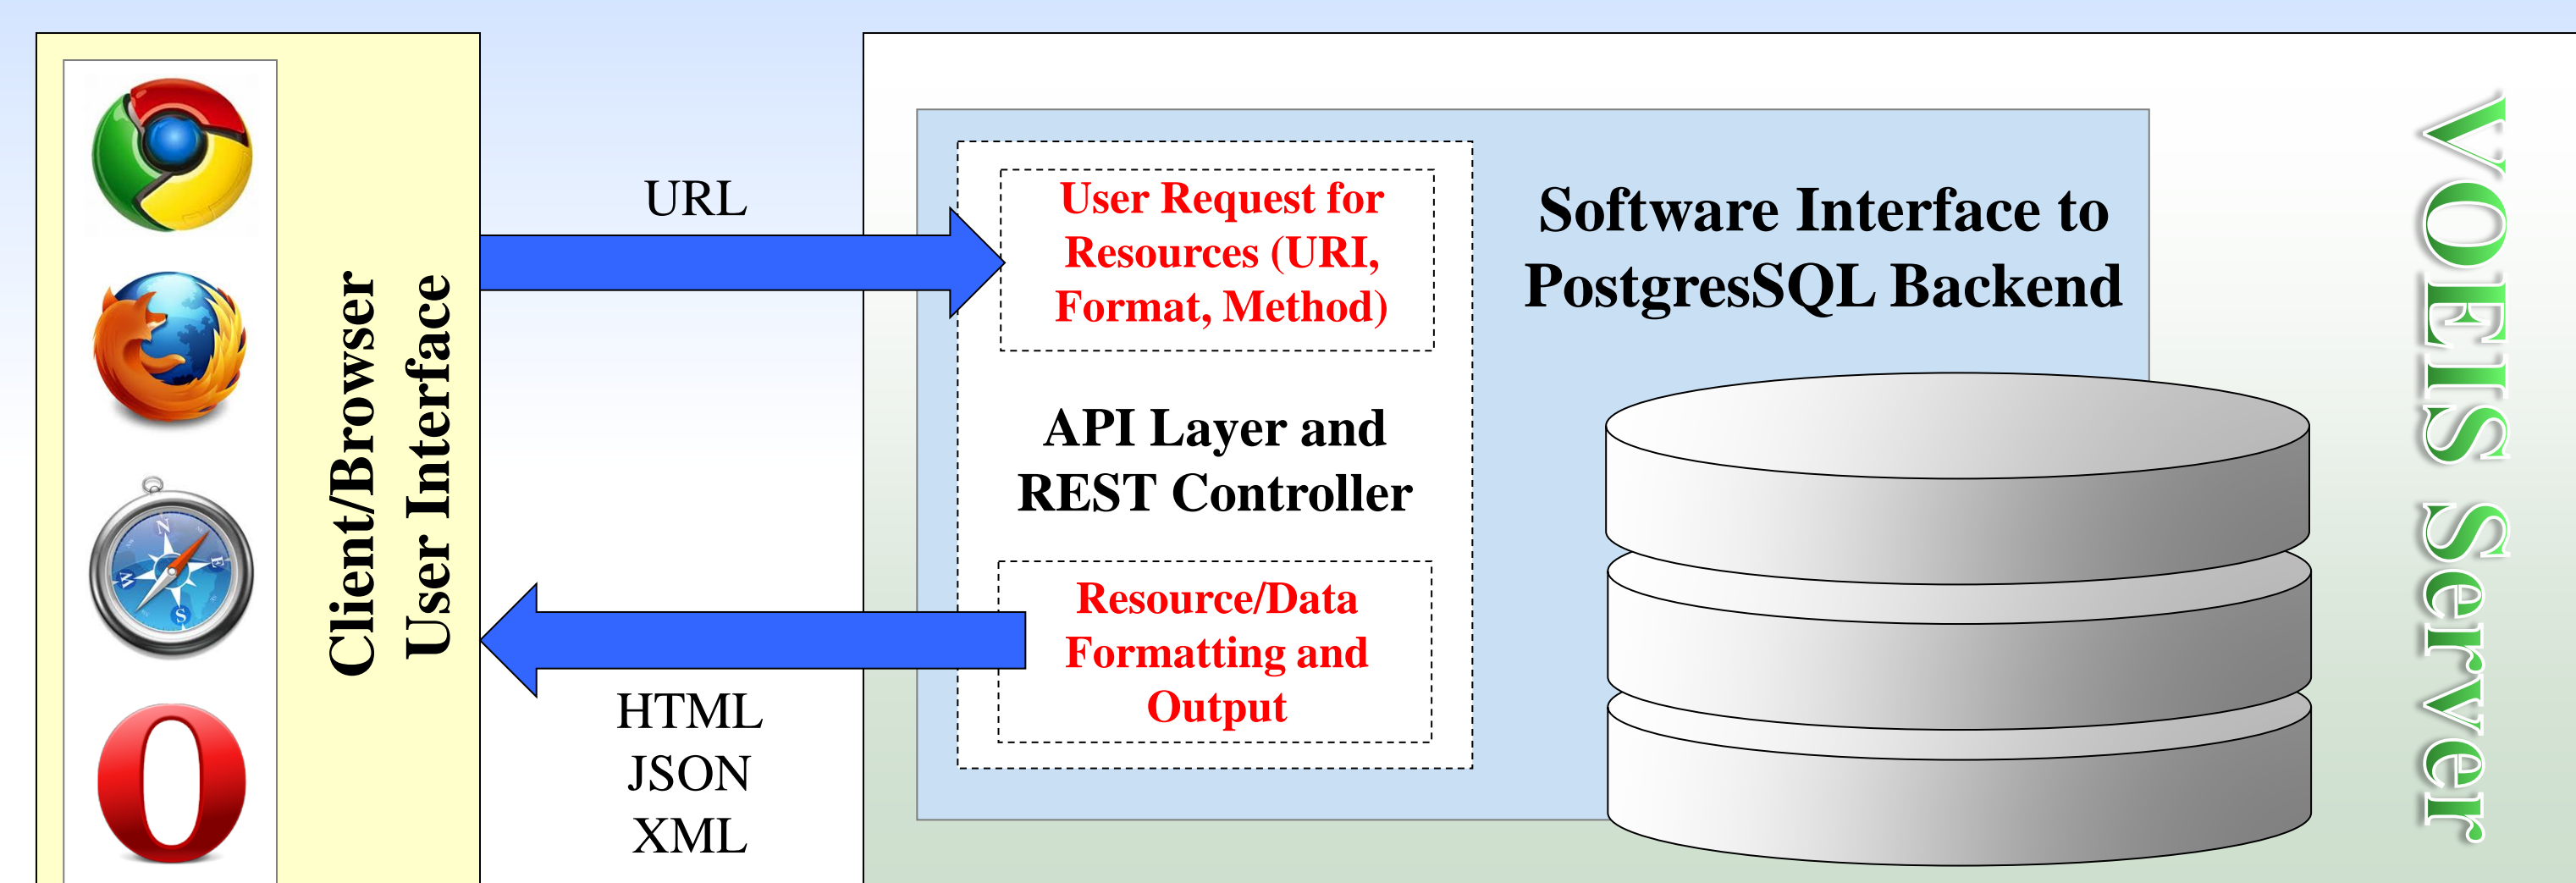 Client/Browser
User Interface
URL
User Request for
Resources (URI,
Format, Method)
API Layer and
REST Controller
Resource/Data
Formatting and
Output
HTML
JSON
XML
Software Interface to
PostgresSQL Backend
VOEIS Server
N
E
S
W